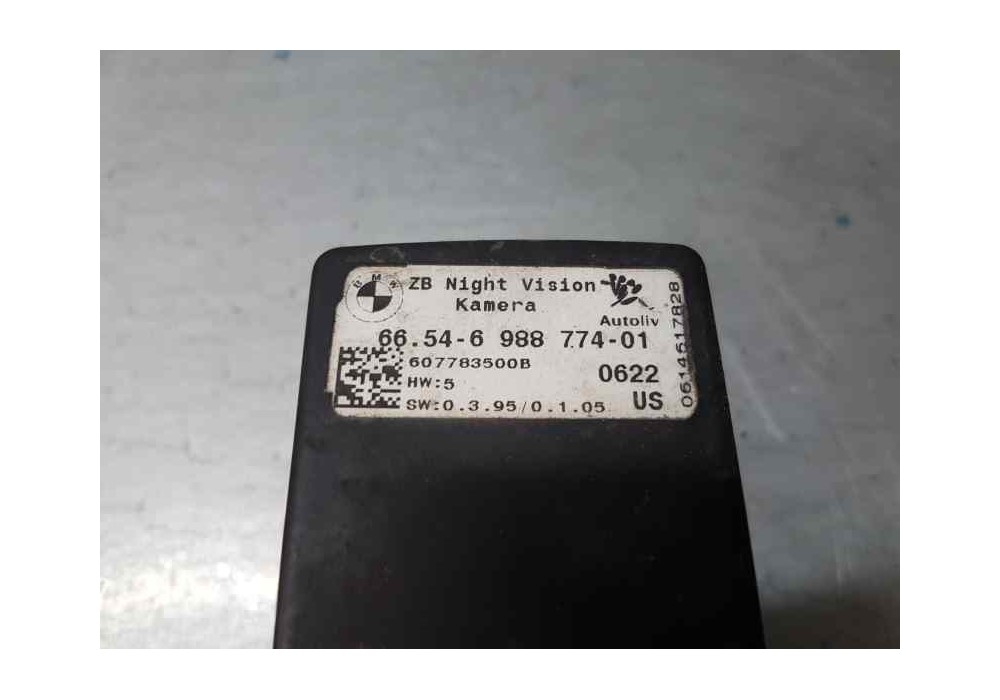 BMW
ZB Night Vision
Kamera
Autoliv
66.54-6 988 774-01
607783500B
0622
HW:5
SW:0.3.95/0.1.05
US
0614617828